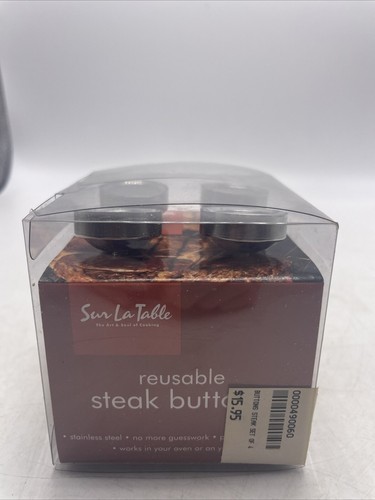 Sur La Table
The Art & Soul of Cooking
reusable
steak butto
• stainless steel • no more guesswork •
• works in your oven or on y
$15.95
BUTTONS STEAK SET OF 4
0000490060